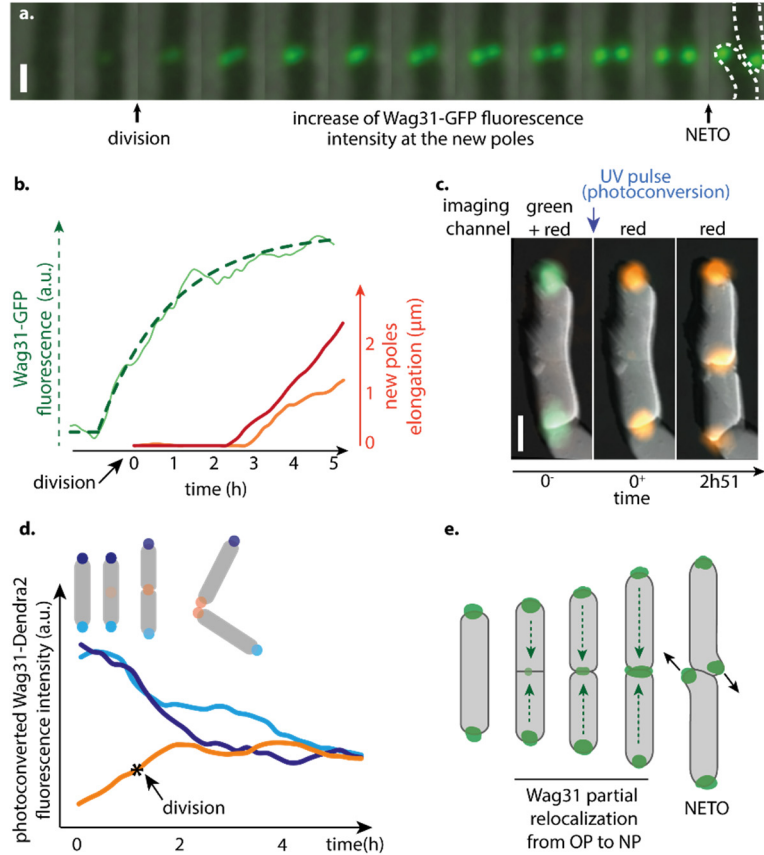 a.
division
increase of Wag31-GFP fluorescence
intensity at the new poles
NETO
b.
Wag31-GFP
fluorescence (a.u.)
new poles
elongation (µm)
2
1
0
0 1 2 3 4 5
division
time (h)
c.
UV pulse
(photoconversion)
imaging
channel
green
+ red
red
red
0⁻
0⁺
2h51
time
d.
photoconverted Wag31-Dendra2
fluorescence intensity (a.u.)
*
division
0 2 4 time(h)
e.
Wag31 partial
relocalization
from OP to NP
NETO